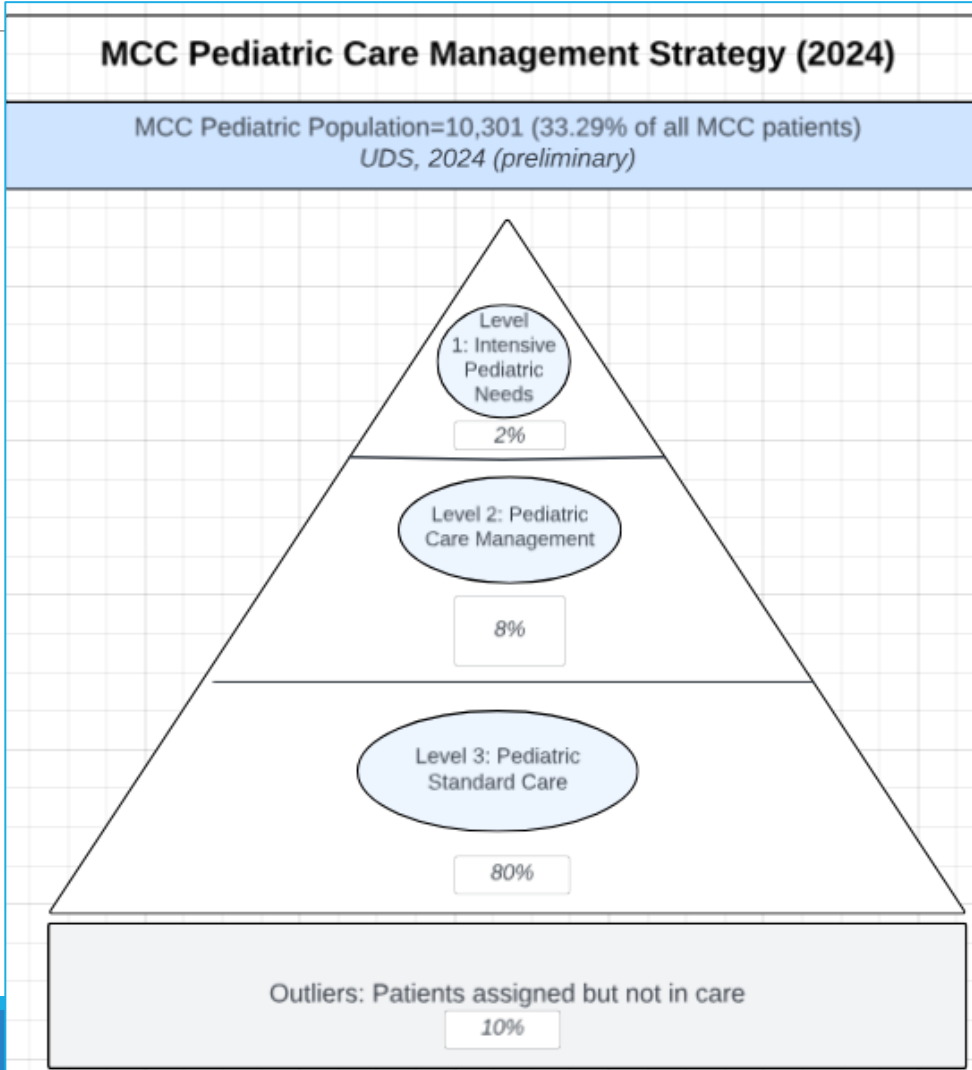 MCC Pediatric Care Management Strategy (2024)
MCC Pediatric Population=10,301 (33.29% of all MCC patients)
UDS, 2024 (preliminary)
Level
1: Intensive
Pediatric
Needs
2%
Level 2: Pediatric
Care Management
8%
Level 3: Pediatric
Standard Care
80%
Outliers: Patients assigned but not in care
10%